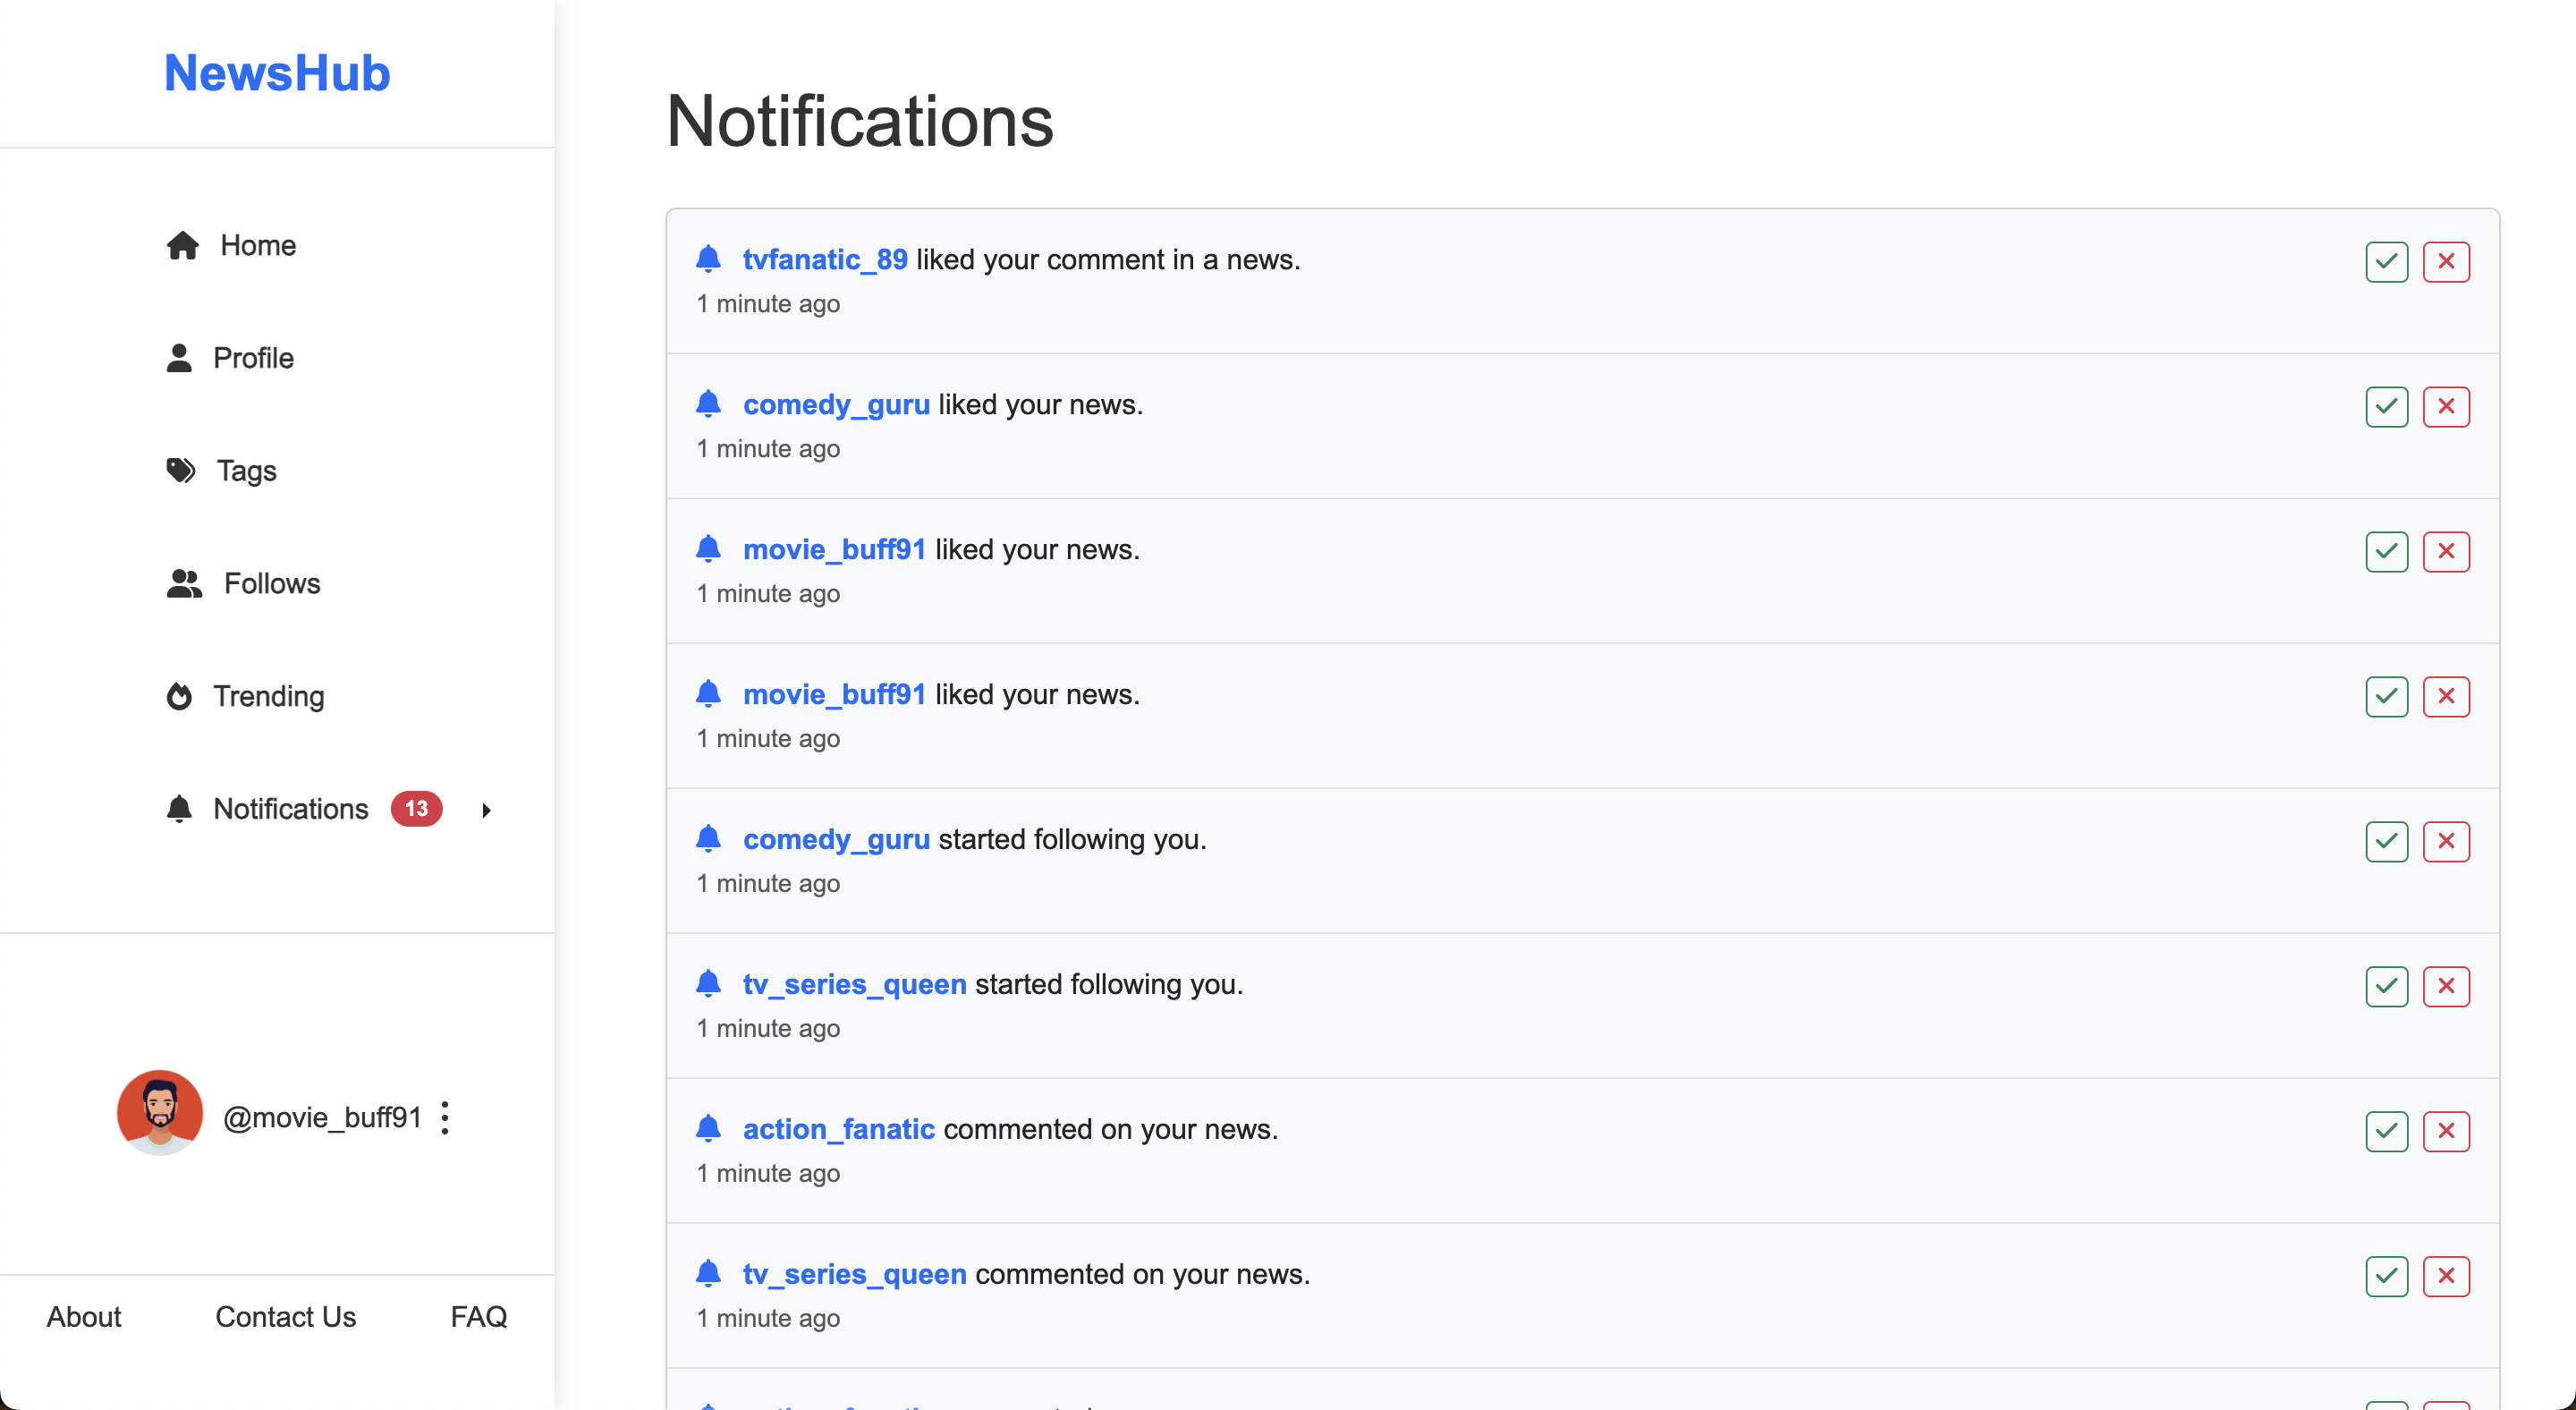 NewsHub
Home
Profile
Tags
Follows
Trending
Notifications 13
@movie_buff91
About Contact Us FAQ
Notifications
tvfanatic_89 liked your comment in a news.
1 minute ago
comedy_guru liked your news.
1 minute ago
movie_buff91 liked your news.
1 minute ago
movie_buff91 liked your news.
1 minute ago
comedy_guru started following you.
1 minute ago
tv_series_queen started following you.
1 minute ago
action_fanatic commented on your news.
1 minute ago
tv_series_queen commented on your news.
1 minute ago